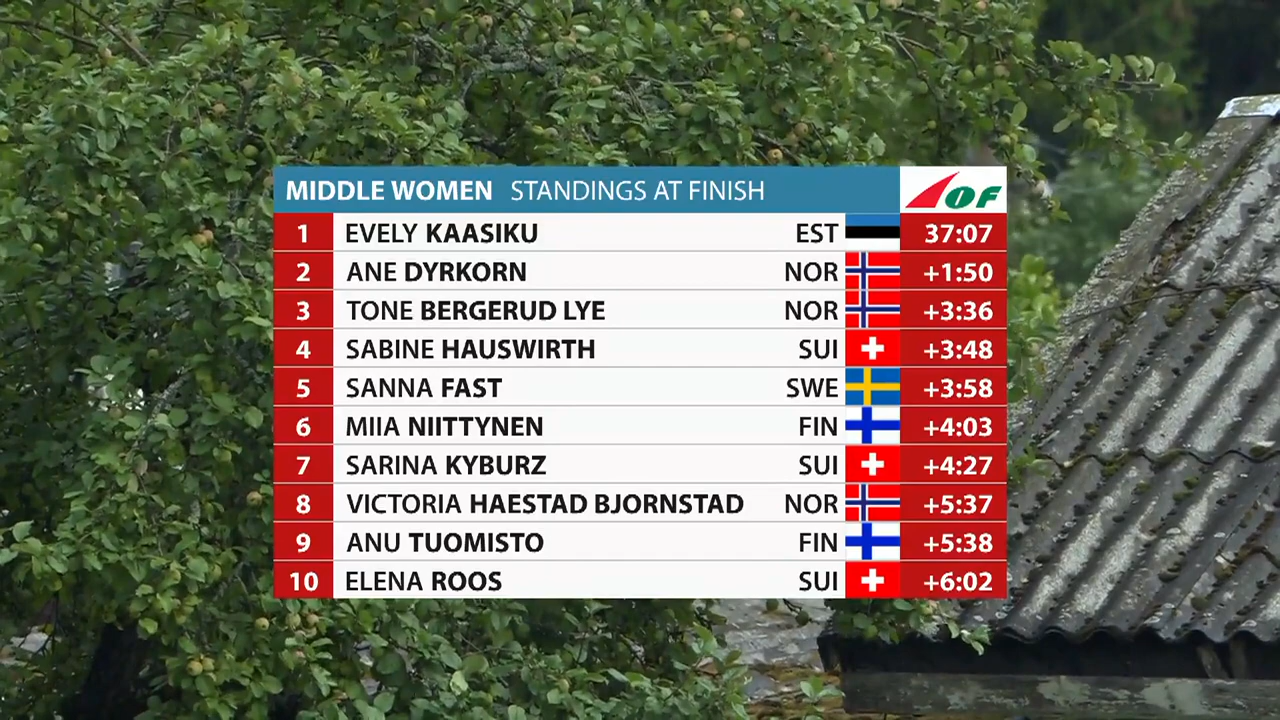 MIDDLE WOMEN STANDINGS AT FINISH IOF
1 EVELY KAASIKU EST 37:07
2 ANE DYRKORN NOR +1:50
3 TONE BERGERUD LYE NOR +3:36
4 SABINE HAUSWIRTH SUI +3:48
5 SANNA FAST SWE +3:58
6 MIIA NIITTYNEN FIN +4:03
7 SARINA KYBURZ SUI +4:27
8 VICTORIA HAESTAD BJORNSTAD NOR +5:37
9 ANU TUOMISTO FIN +5:38
10 ELENA ROOS SUI +6:02